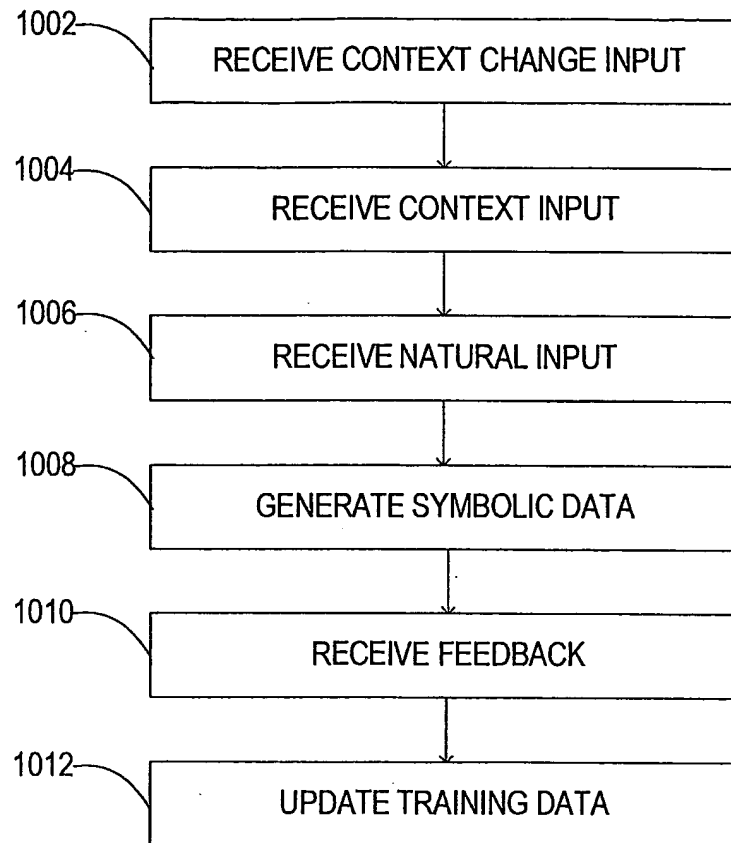 1002
RECEIVE CONTEXT CHANGE INPUT
1004
RECEIVE CONTEXT INPUT
1006
RECEIVE NATURAL INPUT
1008
GENERATE SYMBOLIC DATA
1010
RECEIVE FEEDBACK
1012
UPDATE TRAINING DATA